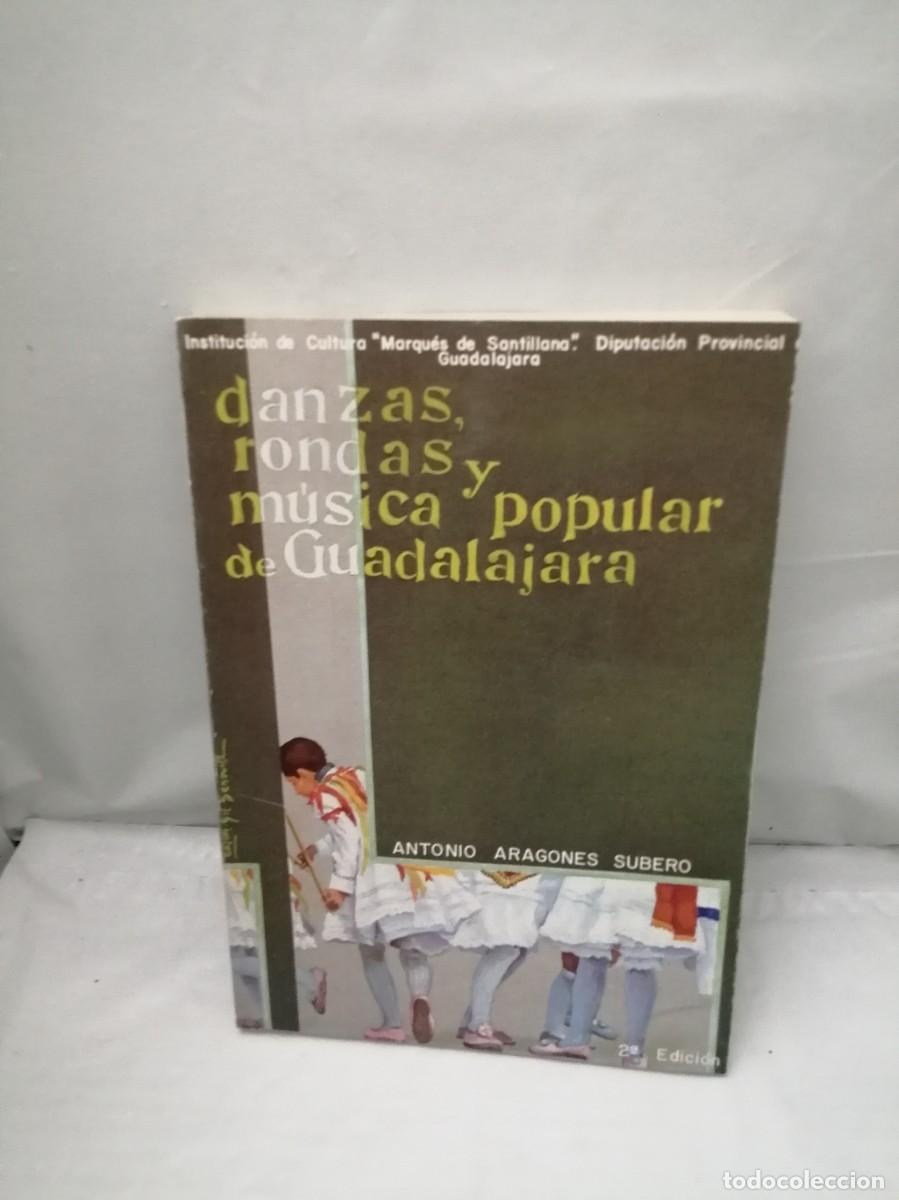 Institución de Cultura "Marqués de Santillana". Diputación Provincial
Guadalajara
danzas,
rondas y
música popular
de Guadalajara
ANTONIO ARAGONES SUBERO
2ª Edición
todocoleccion